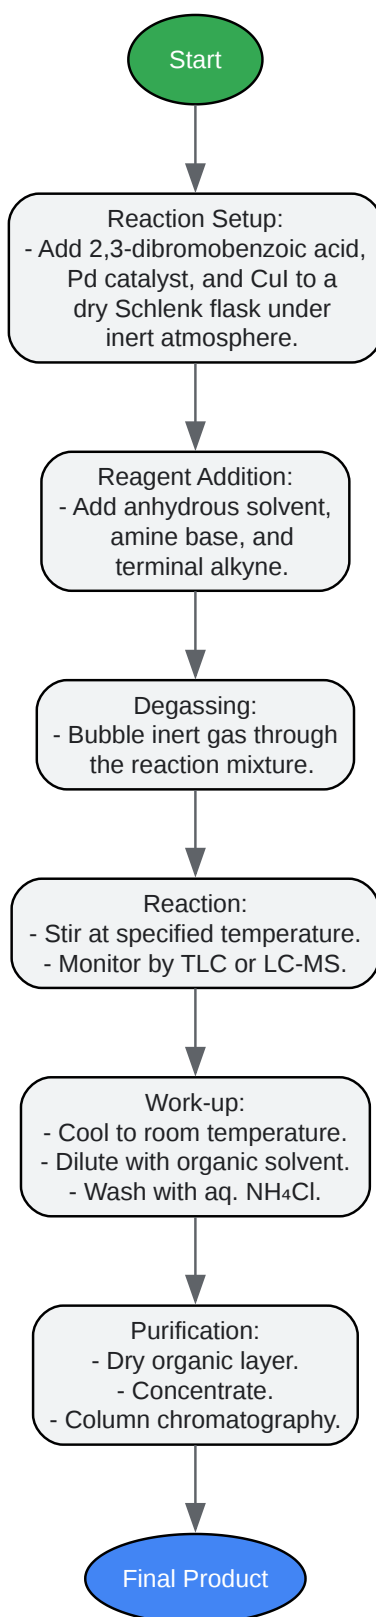 Start
Reaction Setup:
- Add 2,3-dibromobenzoic acid,
Pd catalyst, and CuI to a
dry Schlenk flask under
inert atmosphere.
Reagent Addition:
- Add anhydrous solvent,
amine base, and
terminal alkyne.
Degassing:
- Bubble inert gas through
the reaction mixture.
Reaction:
- Stir at specified temperature.
- Monitor by TLC or LC-MS.
Work-up:
- Cool to room temperature.
- Dilute with organic solvent.
- Wash with aq. NH₄Cl.
Purification:
- Dry organic layer.
- Concentrate.
- Column chromatography.
Final Product